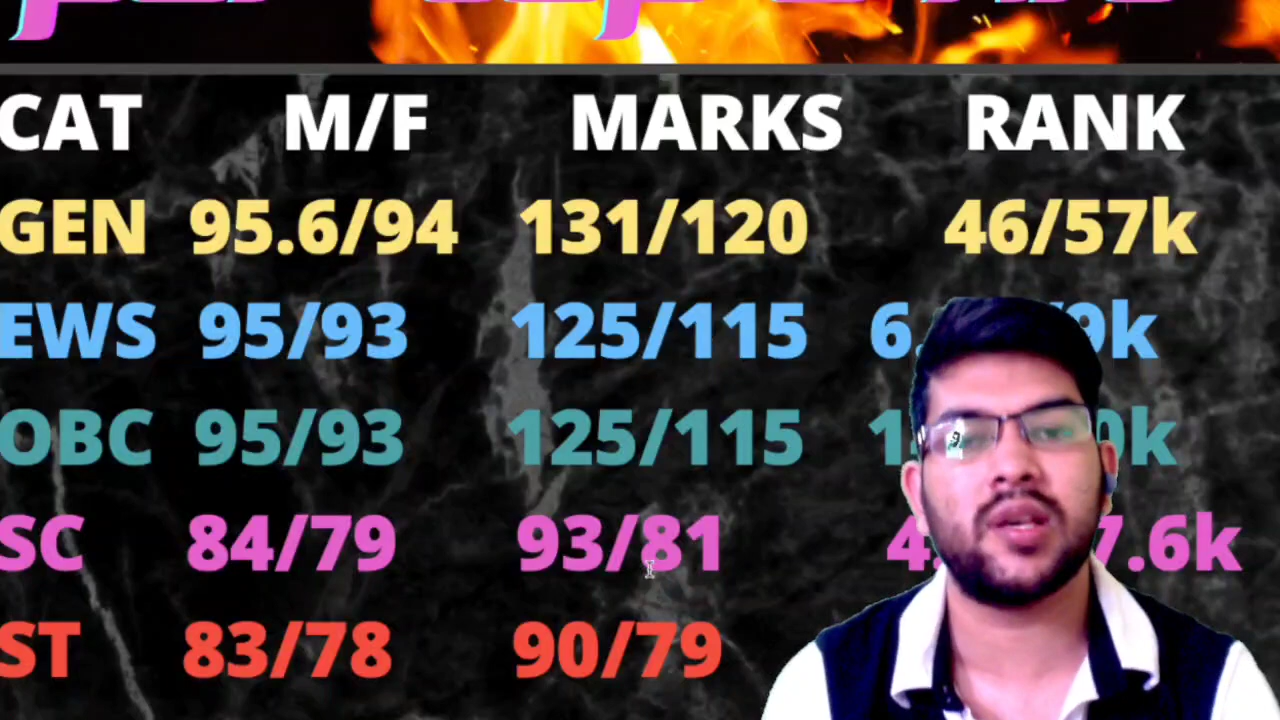 CAT M/F MARKS RANK
GEN 95.6/94 131/120 46/57k
EWS 95/93 125/115
OBC 95/93 125/115
SC 84/79 93/81
ST 83/78 90/79